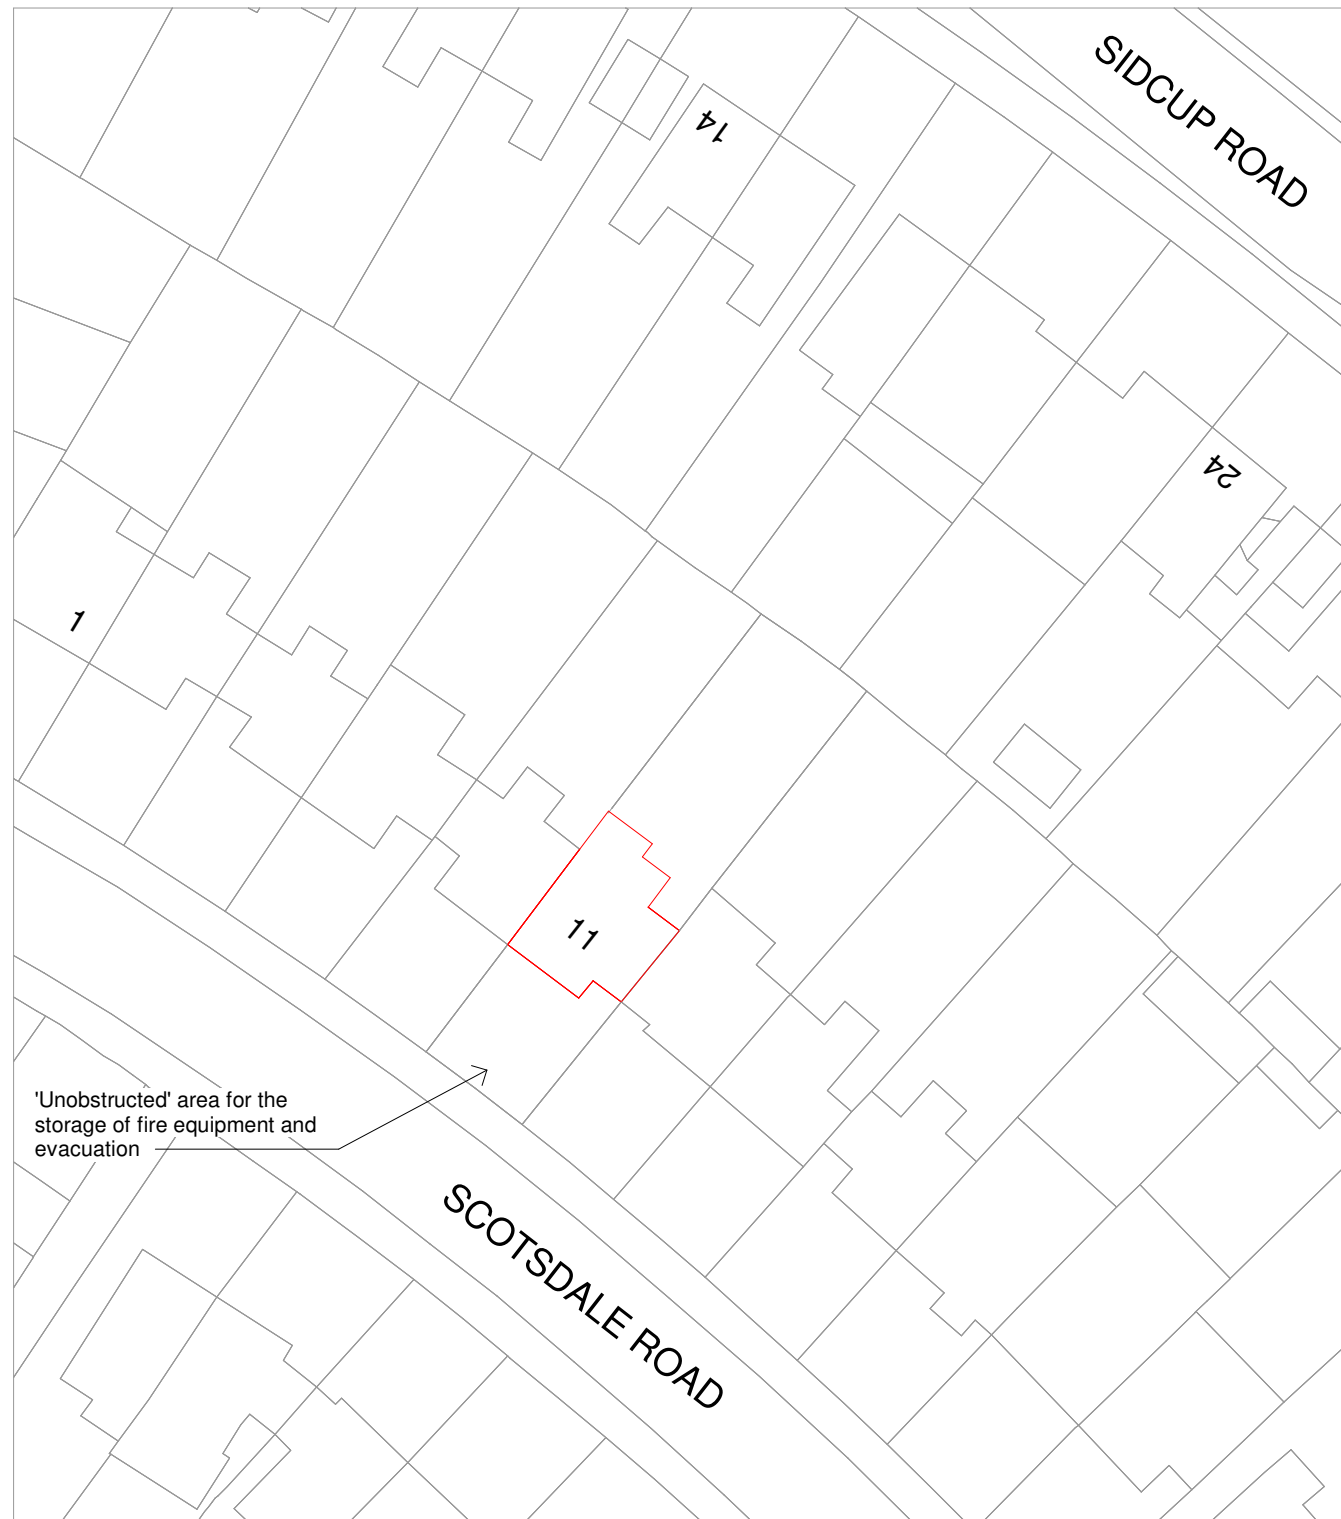 SIDCUP ROAD
14
24
1
11
'Unobstructed' area for the
storage of fire equipment and
evacuation
SCOTSDALE ROAD